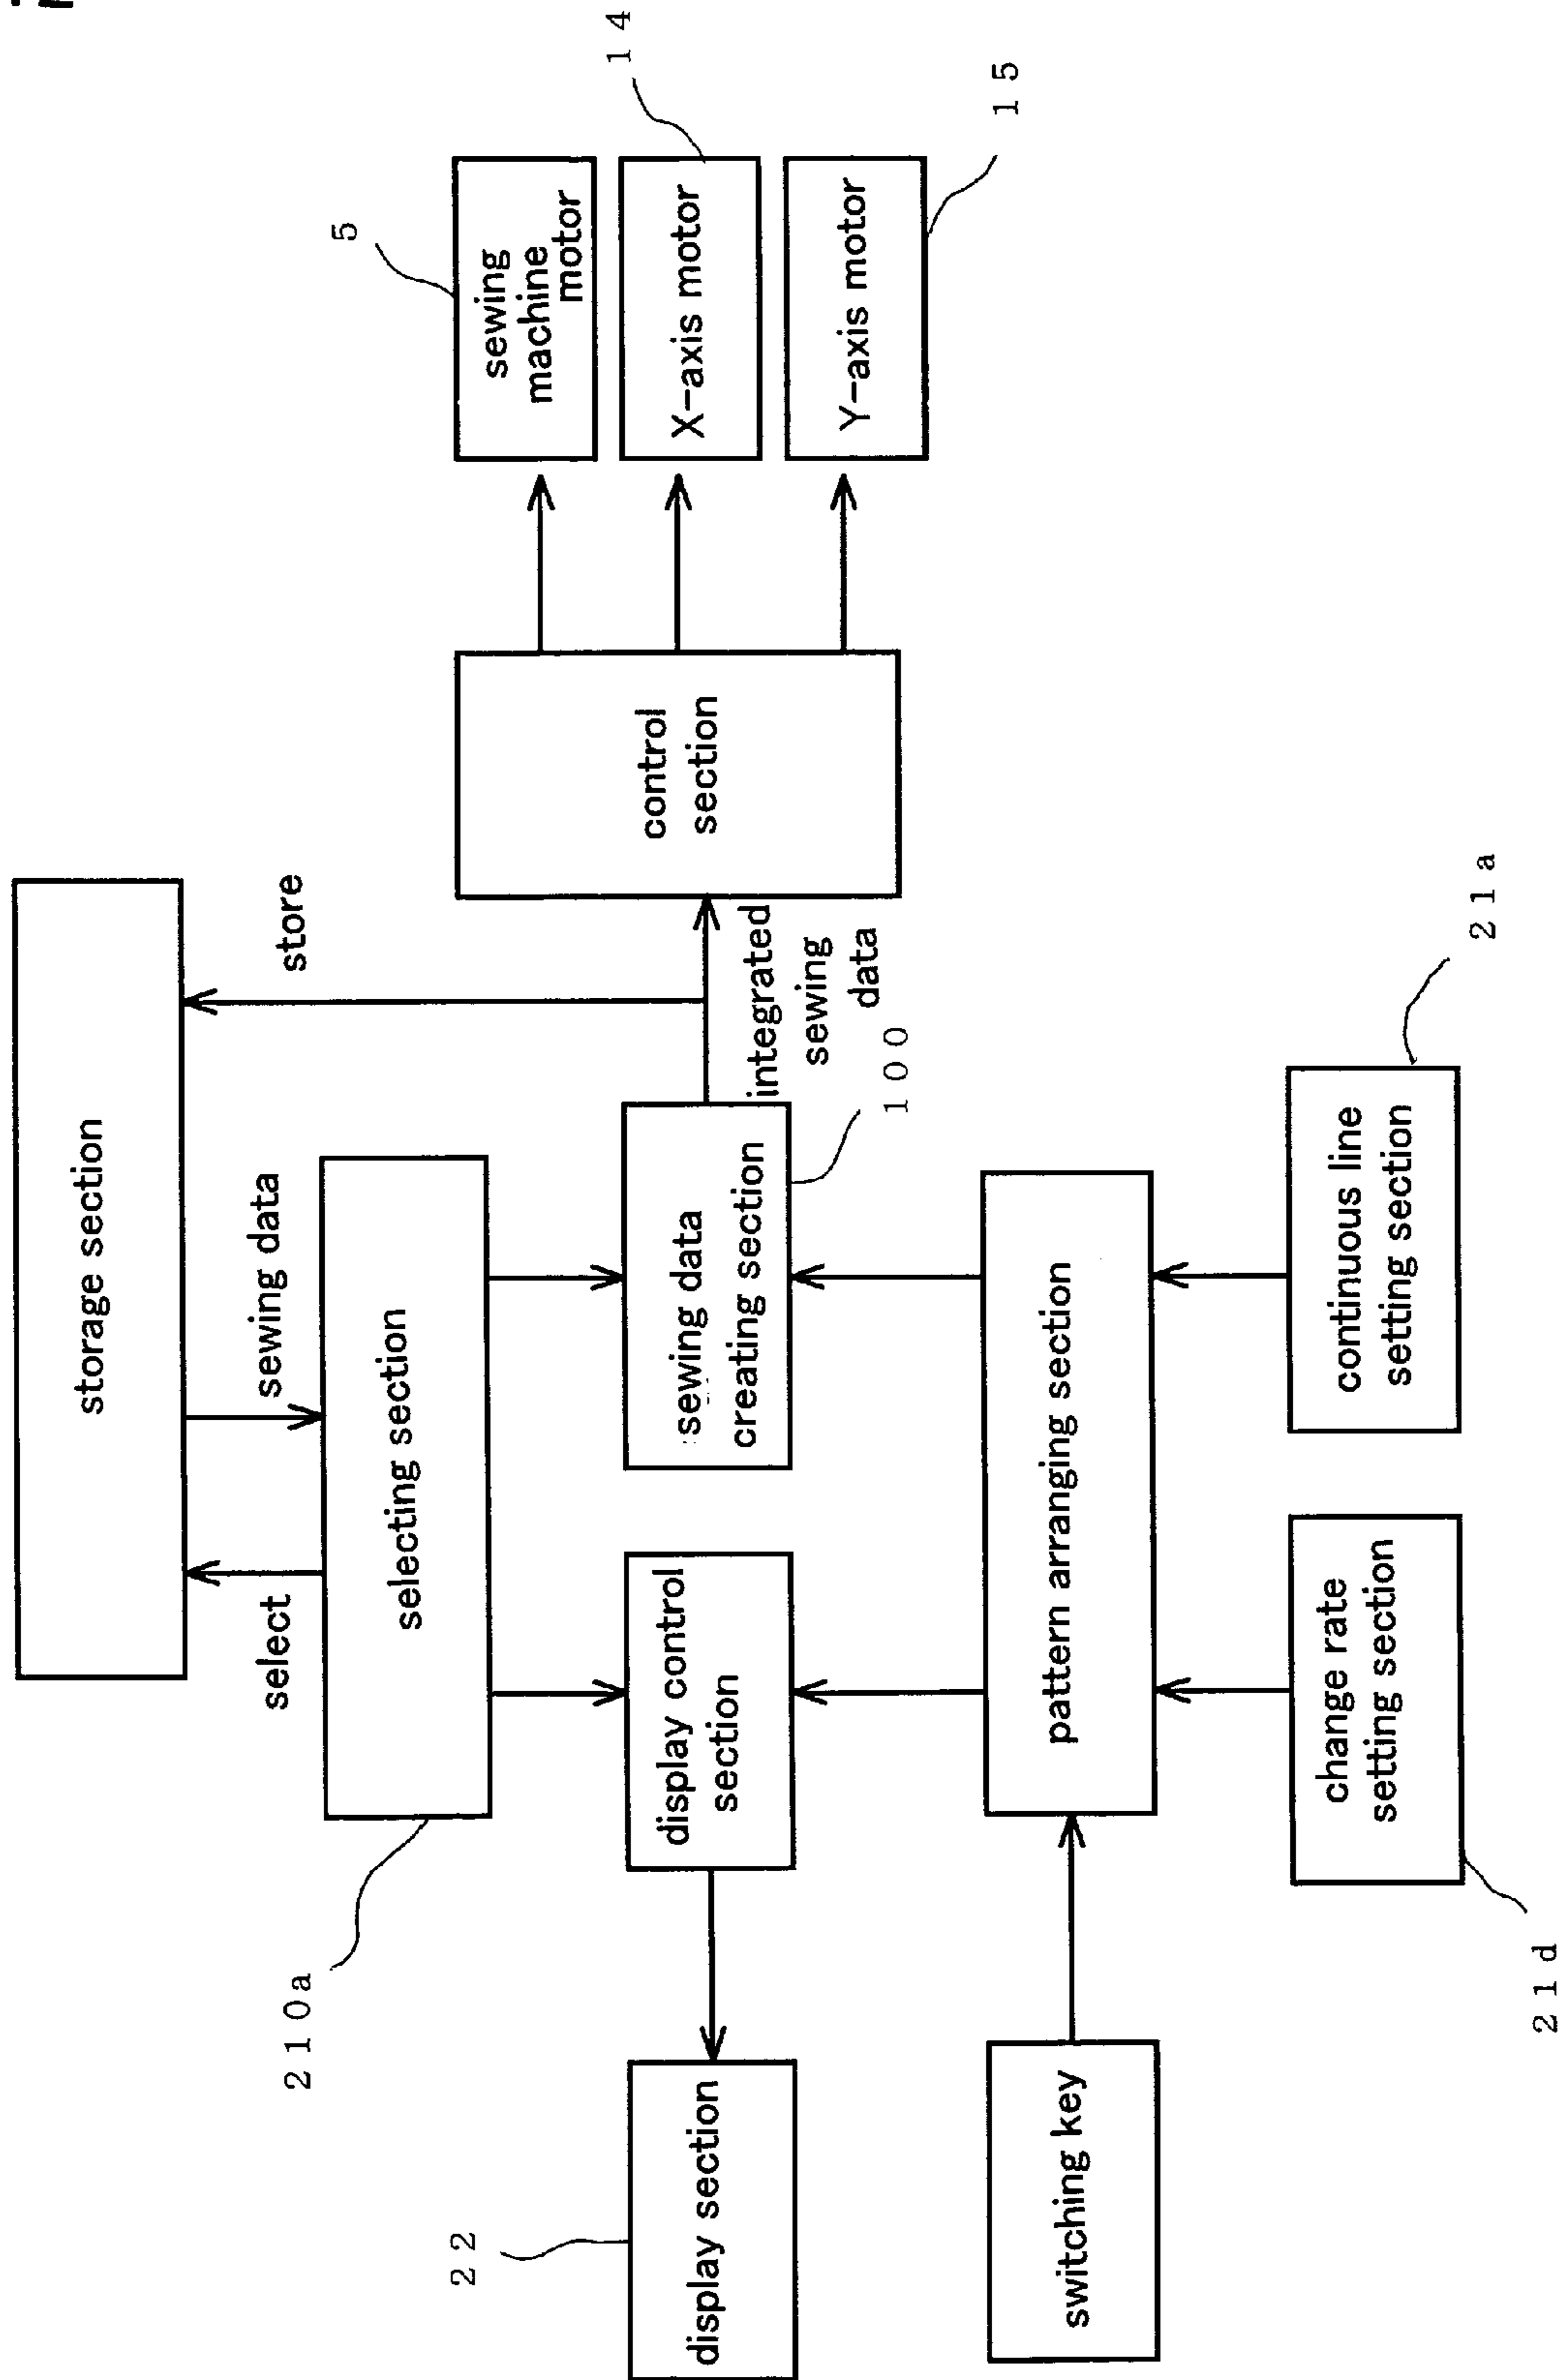 storage section
select
sewing data
store
210a
selecting section
5
sewing
machine
motor
14
X-axis motor
15
Y-axis motor
control
section
integrated
sewing
data
100
sewing data
creating section
display control
section
22
display section
pattern arranging section
switching key
change rate
setting section
21d
continuous line
setting section
21a